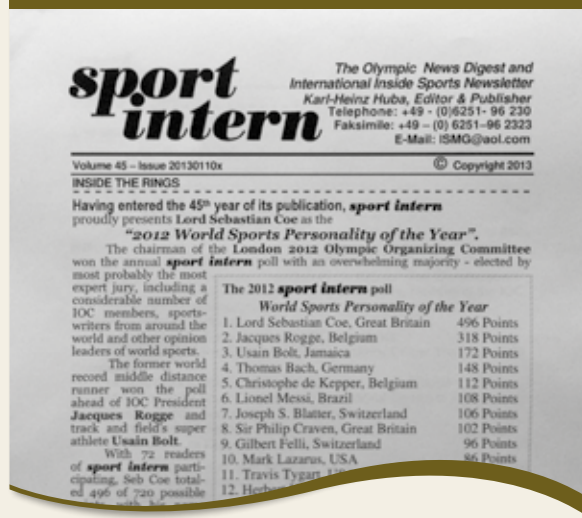 sport
intern
The Olympic News Digest and
International Inside Sports Newsletter
Karl-Heinz Huba, Editor & Publisher
Telephone: +49 - (0)6251- 96 230
Faksimile: +49 – (0) 6251–96 2323
E-Mail: ISMG@aol.com
Volume 45 – Issue 20130110x
© Copyright 2013
INSIDE THE RINGS
Having entered the 45th year of its publication, sport intern
proudly presents Lord Sebastian Coe as the
"2012 World Sports Personality of the Year".
The chairman of the London 2012 Olympic Organizing Committee
won the annual sport intern poll with an overwhelming majority - elected by
most probably the most
expert jury, including a
considerable number of
IOC members, sports-
writers from around the
world and other opinion
leaders of world sports.
The former world
record middle distance
runner won the poll
ahead of IOC President
Jacques Rogge and
track and field's super
athlete Usain Bolt.
With 72 readers
of sport intern parti-
cipating, Seb Coe total-
ed 496 of 720 possible
with his
The 2012 sport intern poll
World Sports Personality of the Year
1. Lord Sebastian Coe, Great Britain 496 Points
2. Jacques Rogge, Belgium 318 Points
3. Usain Bolt, Jamaica 172 Points
4. Thomas Bach, Germany 148 Points
5. Christophe de Kepper, Belgium 112 Points
6. Lionel Messi, Brazil 108 Points
7. Joseph S. Blatter, Switzerland 106 Points
8. Sir Philip Craven, Great Britain 102 Points
9. Gilbert Felli, Switzerland 96 Points
10. Mark Lazarus, USA 86 Points
11. Travis Tygart,
12.